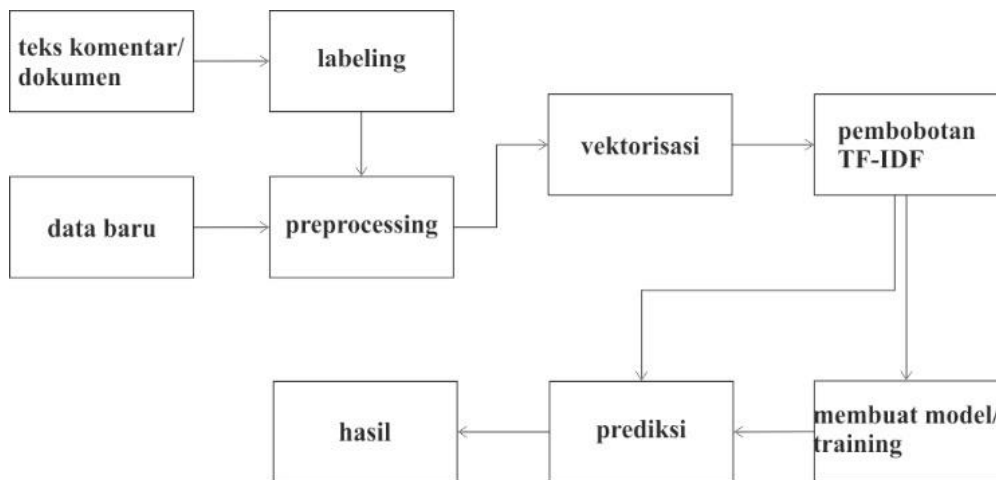 teks komentar/
dokumen
labeling
vektorisasi
pembobotan
TF-IDF
data baru
preprocessing
hasil
prediksi
membuat model/
training